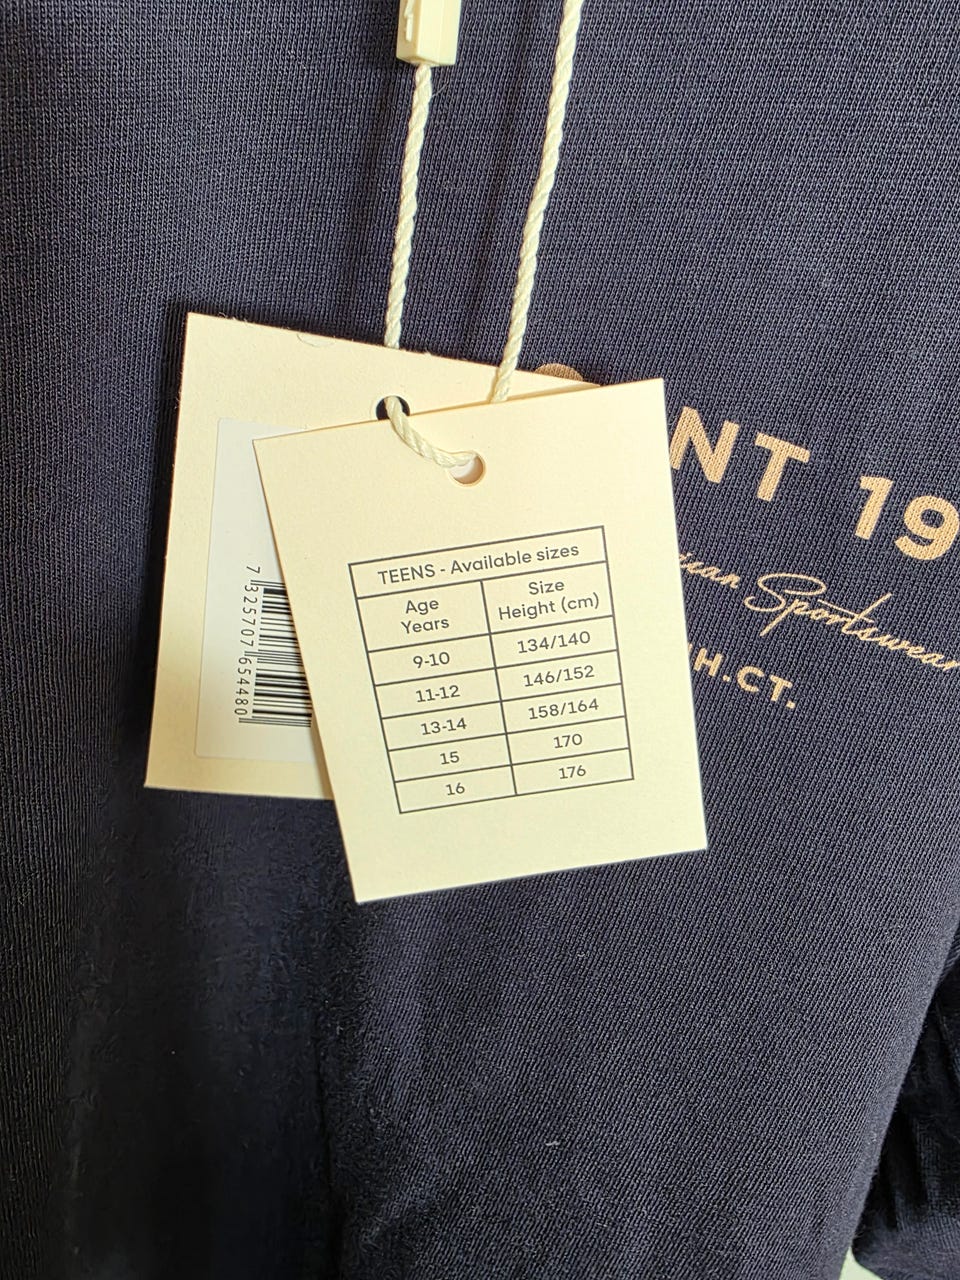 NT 19
Sportswear
H.CT.
7 325707 654480
TEENS - Available sizes
Age Years
Size Height (cm)
9-10 134/140
11-12 146/152
13-14 158/164
15 170
16 176